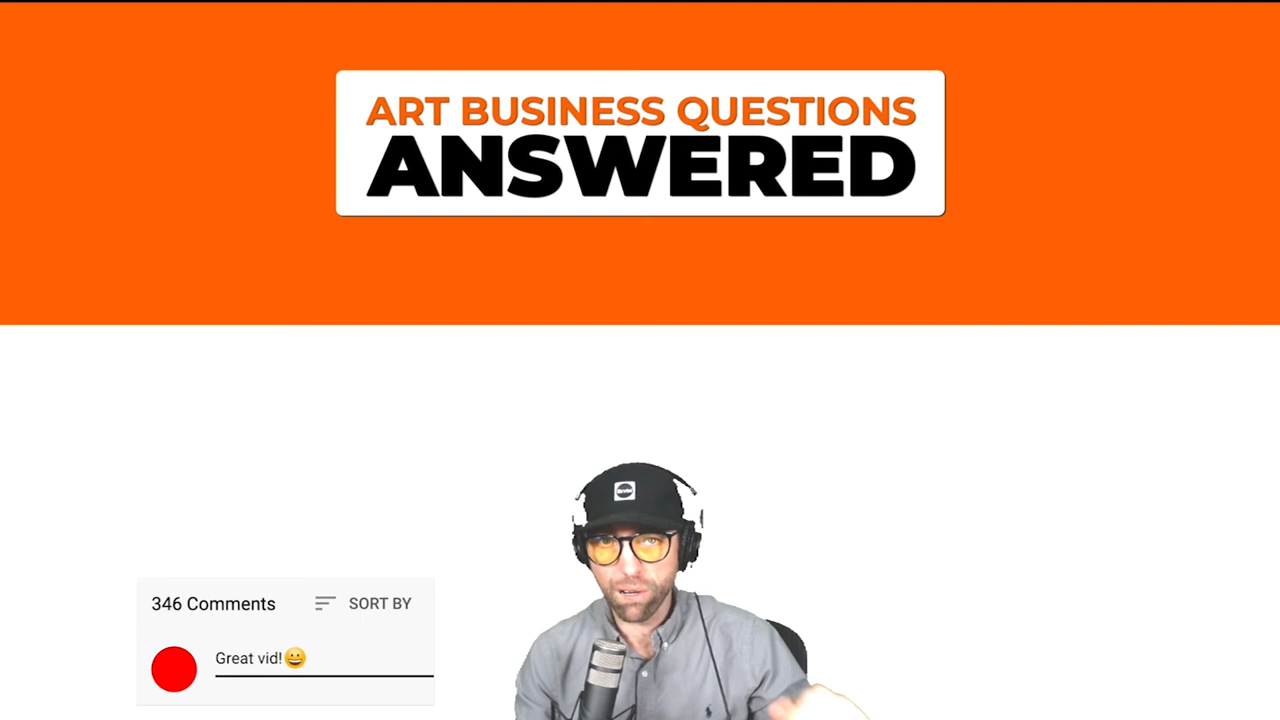 ART BUSINESS QUESTIONS
ANSWERED
346 Comments
SORT BY
Great vid!😀